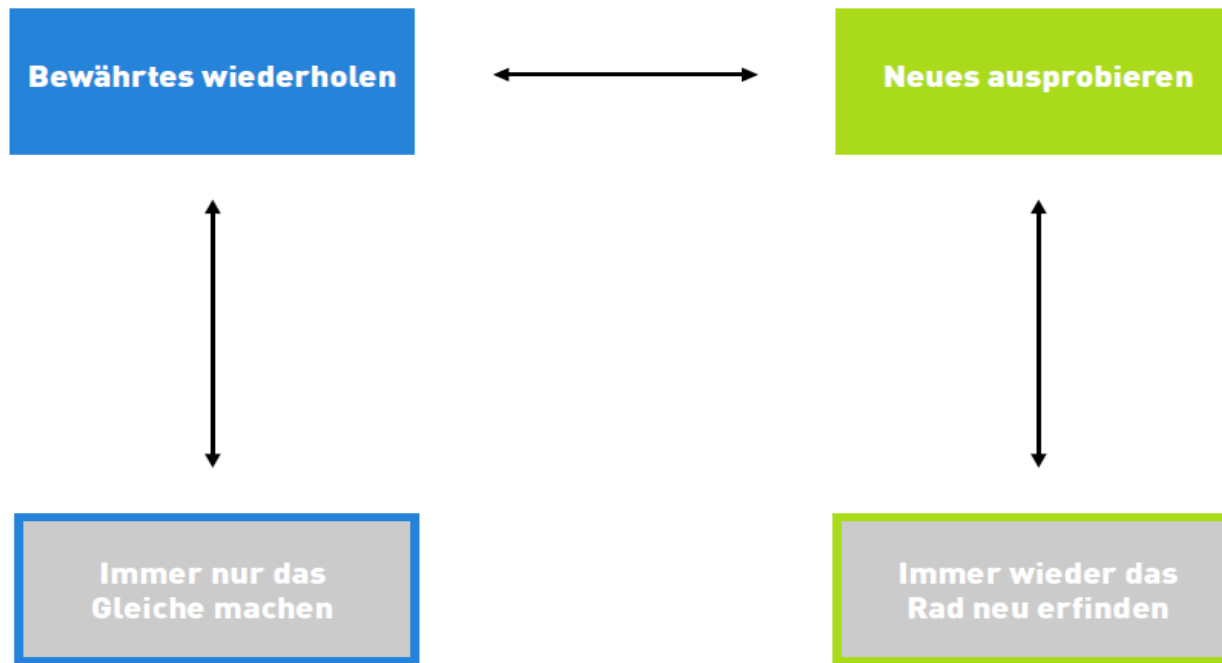 Bewährtes wiederholen
Neues ausprobieren
Immer nur das
Gleiche machen
Immer wieder das
Rad neu erfinden